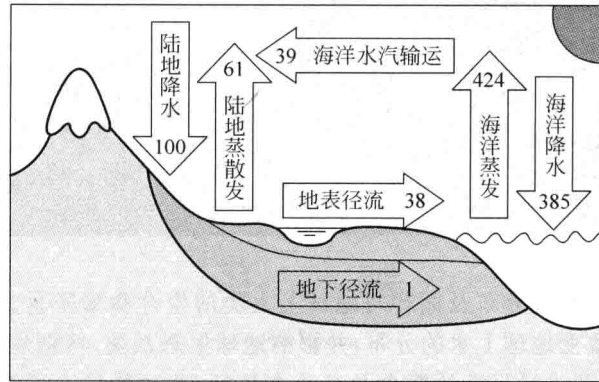 陆地降水
100
61
陆地蒸散发
39 海洋水汽输运
424
海洋蒸发
海洋降水
385
地表径流 38
地下径流 1